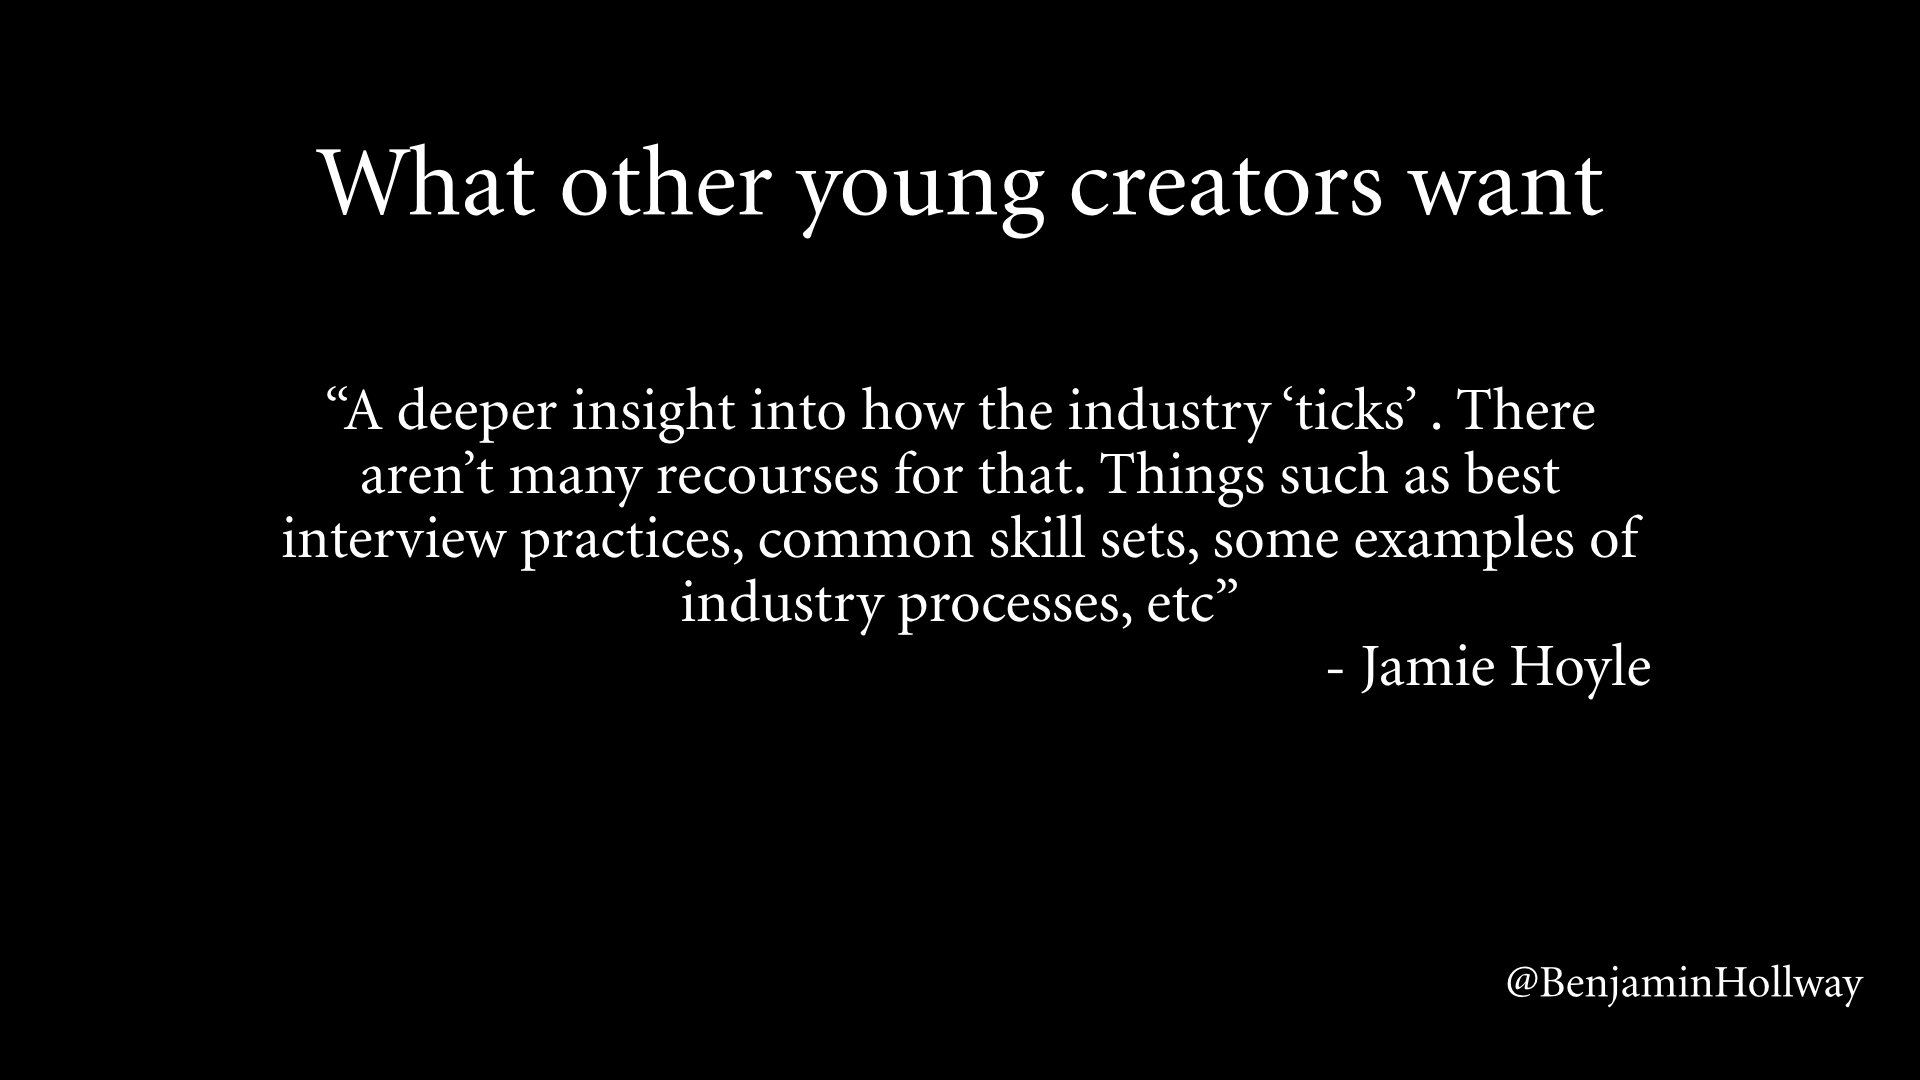 What other young creators want
“A deeper insight into how the industry ‘ticks’ . There
aren’t many recourses for that. Things such as best
interview practices, common skill sets, some examples of
industry processes, etc”
- Jamie Hoyle
@BenjaminHollway